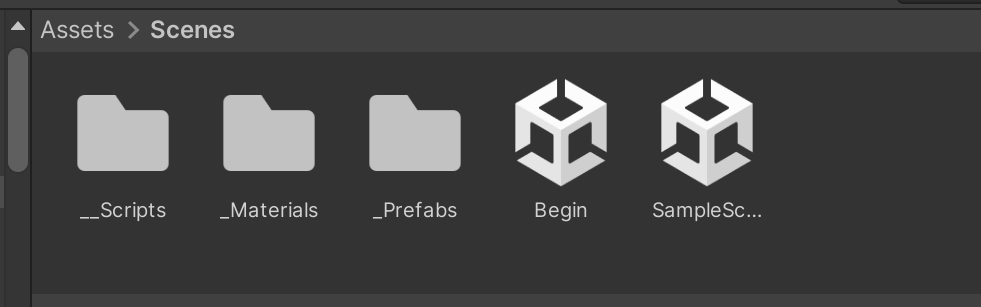 Assets > Scenes
__Scripts
_Materials
_Prefabs
Begin
SampleSc...